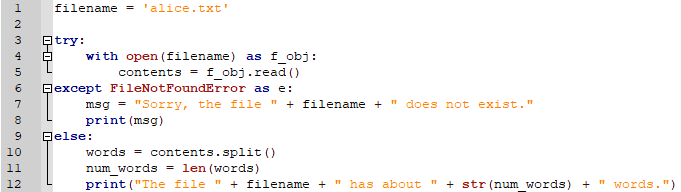 1 filename = 'alice.txt'
2
3 try:
4     with open(filename) as f_obj:
5         contents = f_obj.read()
6 except FileNotFoundError as e:
7     msg = "Sorry, the file " + filename + " does not exist."
8     print(msg)
9 else:
10     words = contents.split()
11     num_words = len(words)
12     print("The file " + filename + " has about " + str(num_words) + " words.")